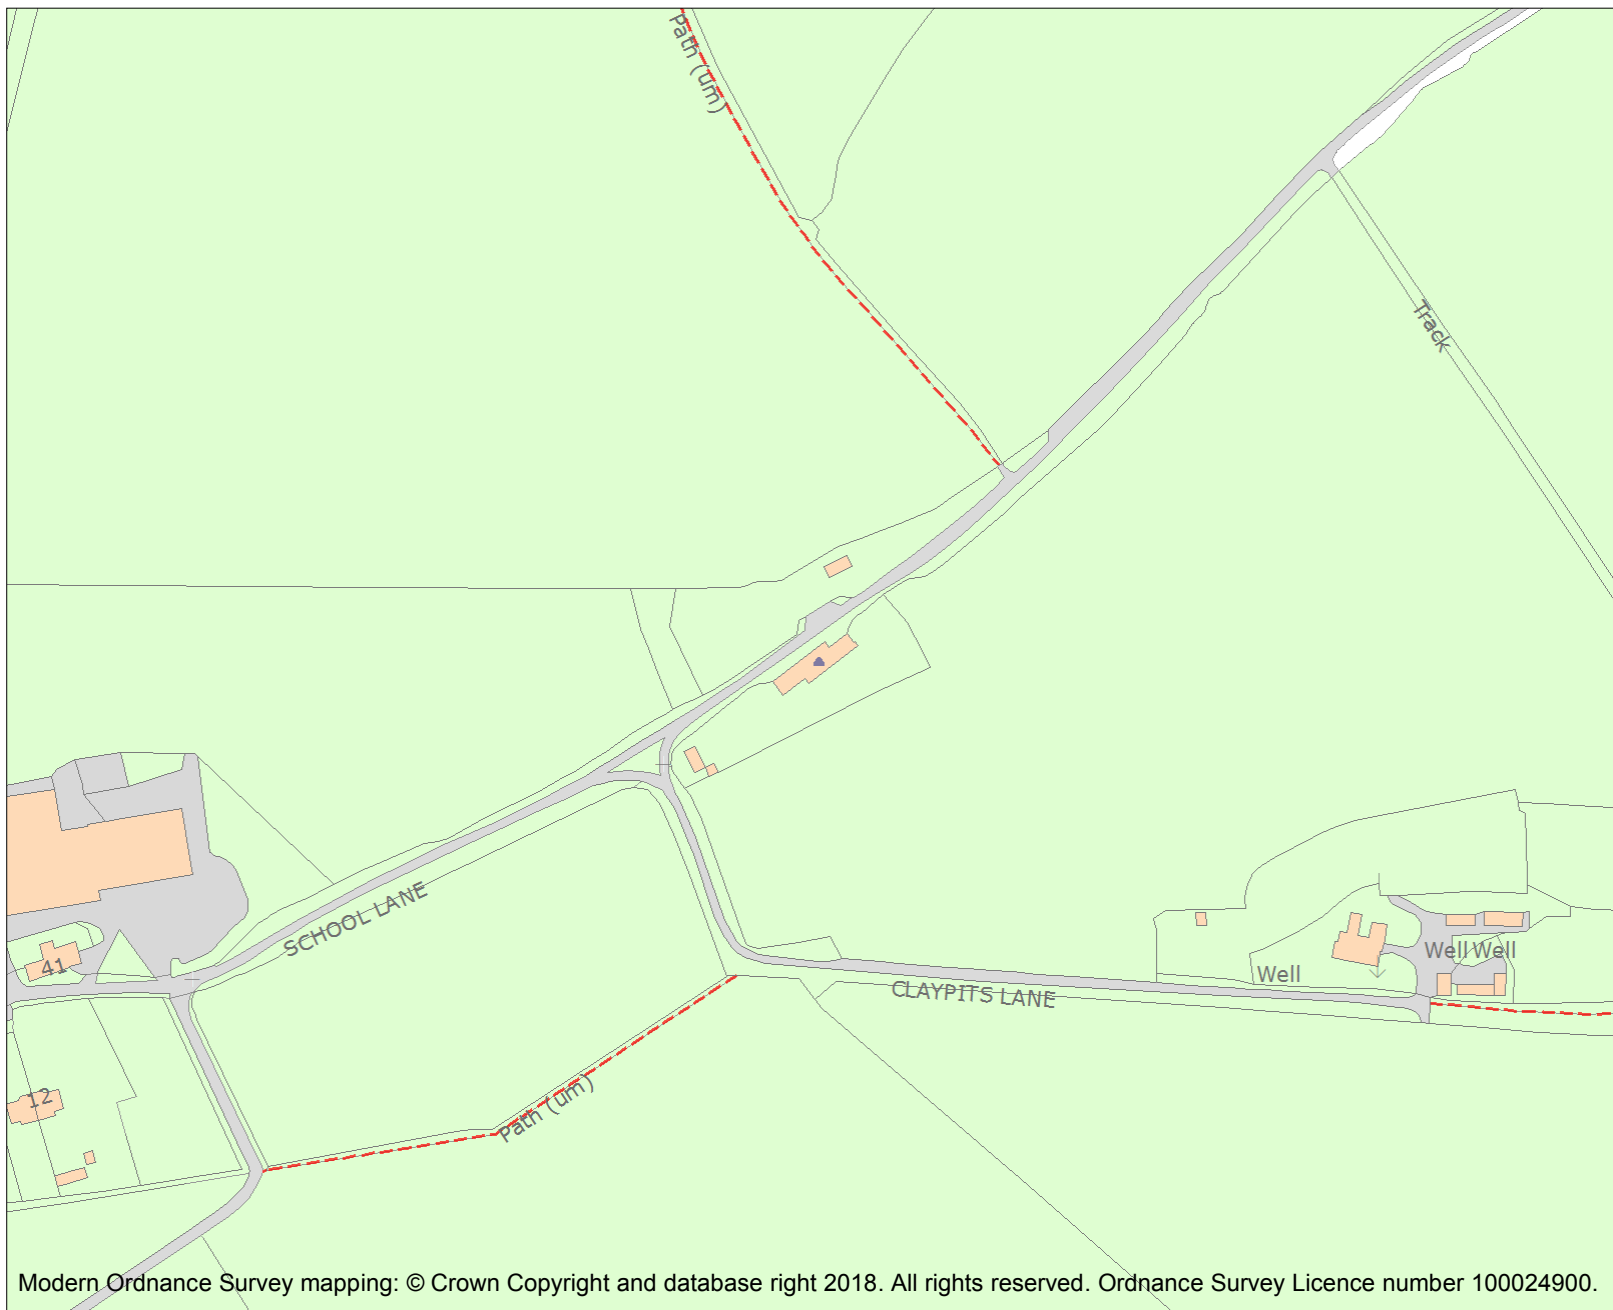 Path (um)
Track
SCHOOL LANE
41
Well Well
Well
CLAYPITS LANE
12
Path (um)
Modern Ordnance Survey mapping: © Crown Copyright and database right 2018. All rights reserved. Ordnance Survey Licence number 100024900.